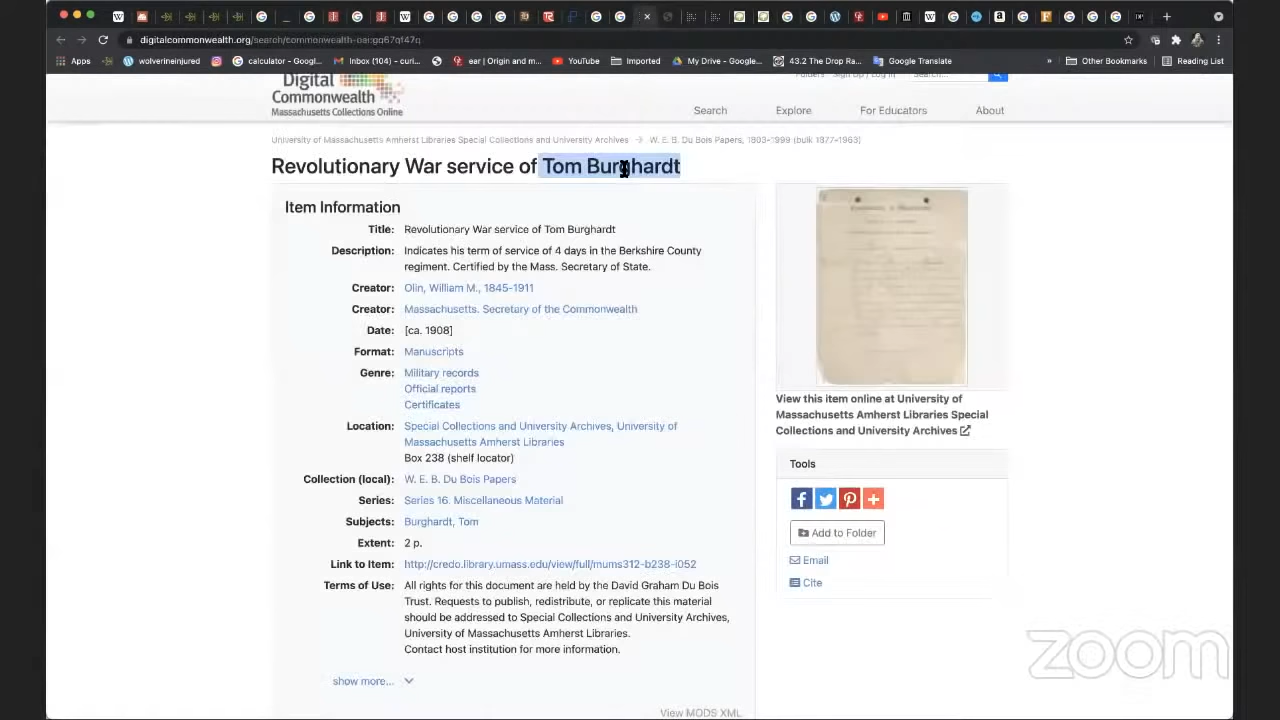 digitalcommonwealth.org/search/commonwealth-oai:gq67qf47q
Apps
wolverineinjured
calculator - Googl...
Inbox (104) - curi...
ear | Origin and m...
YouTube
Imported
My Drive - Google...
43.2 The Drop Ra...
Google Translate
»
Other Bookmarks
Reading List
Digital
Commonwealth
Massachusetts Collections Online
Folders Sign Up / Log In Search...
Search
Explore
For Educators
About
University of Massachusetts Amherst Libraries Special Collections and University Archives → W. E. B. Du Bois Papers, 1803-1999 (bulk 1877-1963)
Revolutionary War service of Tom Burghardt
Item Information
Title: Revolutionary War service of Tom Burghardt
Description: Indicates his term of service of 4 days in the Berkshire County
regiment. Certified by the Mass. Secretary of State.
Creator: Olin, William M., 1845-1911
Creator: Massachusetts. Secretary of the Commonwealth
Date: [ca. 1908]
Format: Manuscripts
Genre: Military records
Official reports
Certificates
Location: Special Collections and University Archives, University of
Massachusetts Amherst Libraries
Box 238 (shelf locator)
Collection (local): W. E. B. Du Bois Papers
Series: Series 16. Miscellaneous Material
Subjects: Burghardt, Tom
Extent: 2 p.
Link to Item: http://credo.library.umass.edu/view/full/mums312-b238-i052
Terms of Use: All rights for this document are held by the David Graham Du Bois
Trust. Requests to publish, redistribute, or replicate this material
should be addressed to Special Collections and University Archives,
University of Massachusetts Amherst Libraries.
Contact host institution for more information.
show more...
View MODS XML
View this item online at University of
Massachusetts Amherst Libraries Special
Collections and University Archives
Tools
Add to Folder
Email
Cite
zoom